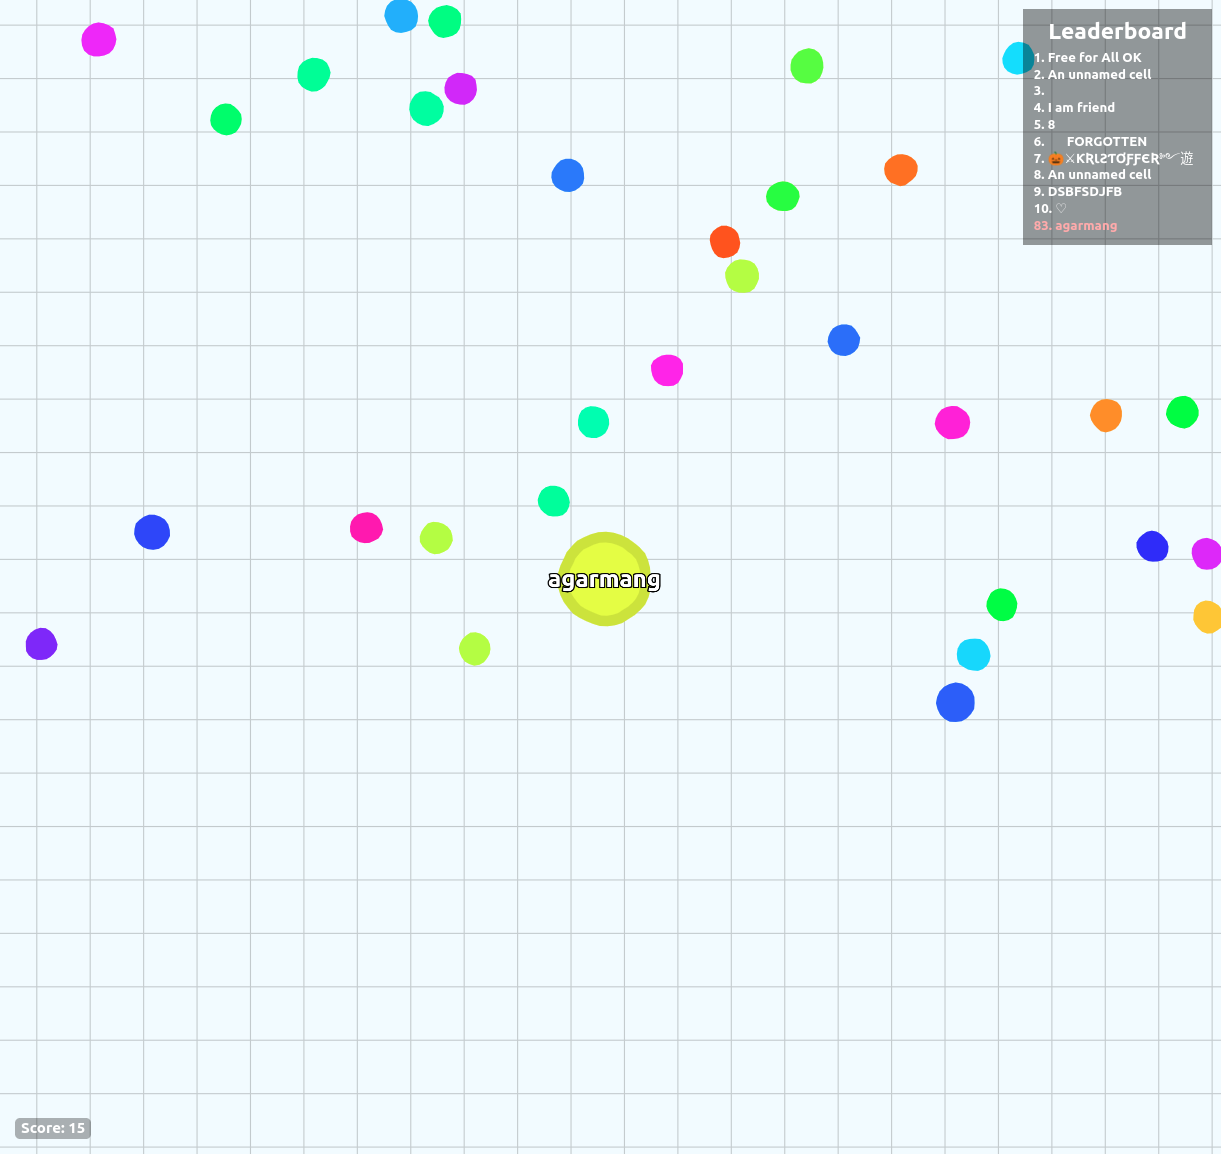 Leaderboard
1. Free for All OK
2. An unnamed cell
3.
4. I am friend
5. 8
6. FORGOTTEN
7. 🎃⚔
8. An unnamed cell
9. DSBFSDJFB
10. ♡
83. agarmang
agarmang
Score: 15